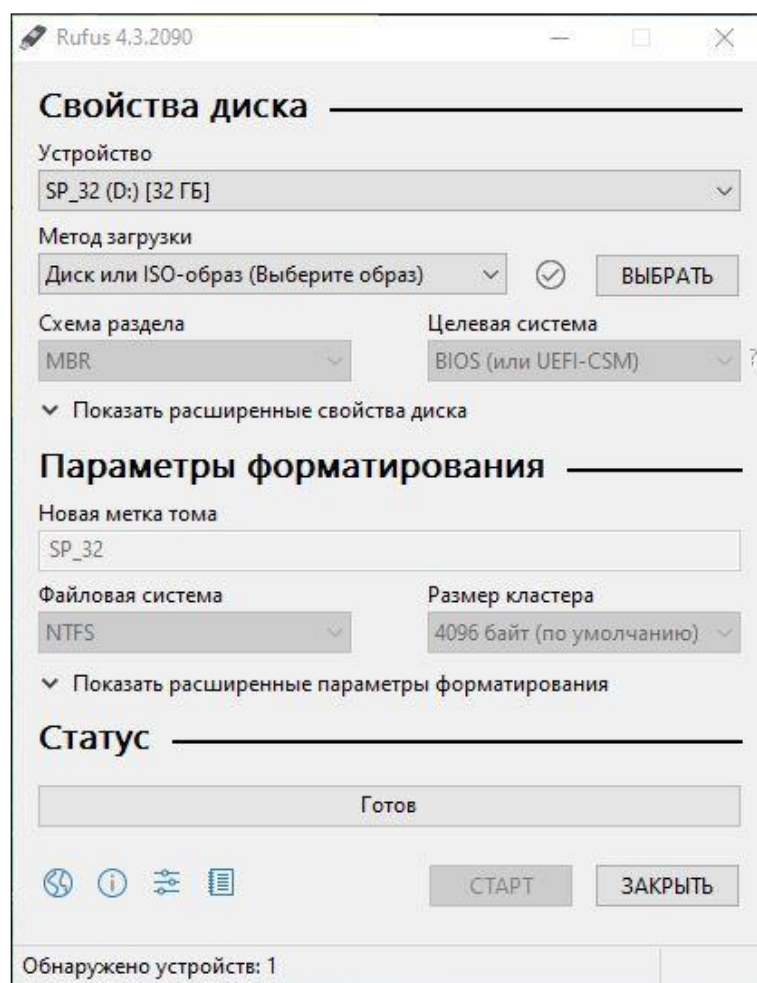 Rufus 4.3.2090
Свойства диска
Устройство
SP_32 (D:) [32 ГБ]
Метод загрузки
Диск или ISO-образ (Выберите образ)
ВЫБРАТЬ
Схема раздела
Целевая система
MBR
BIOS (или UEFI-CSM)
?
Показать расширенные свойства диска
Параметры форматирования
Новая метка тома
SP_32
Файловая система
Размер кластера
NTFS
4096 байт (по умолчанию)
Показать расширенные параметры форматирования
Статус
Готов
СТАРТ
ЗАКРЫТЬ
Обнаружено устройств: 1